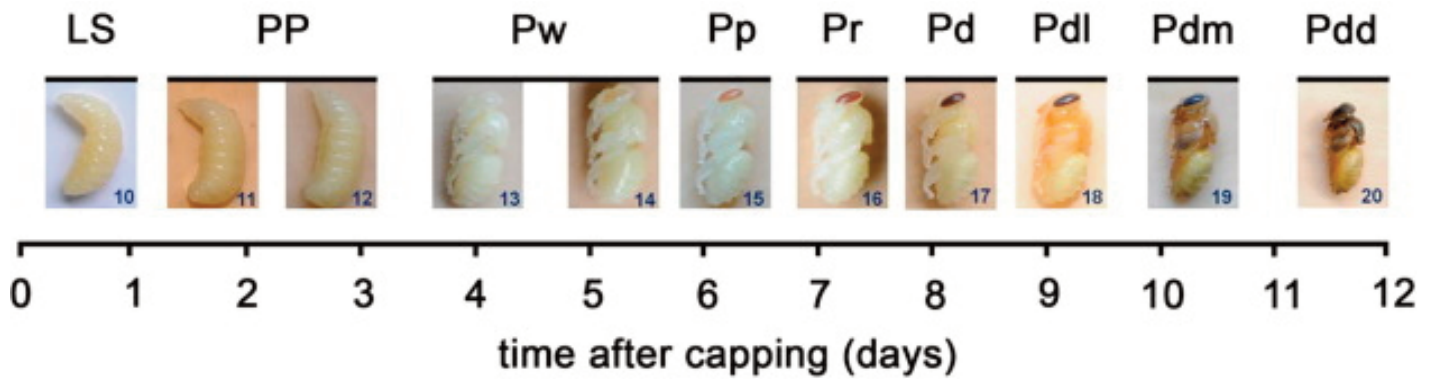 LS PP Pw Pp Pr Pd Pdl Pdm Pdd
10 11 12 13 14 15 16 17 18 19 20
0 1 2 3 4 5 6 7 8 9 10 11 12
time after capping (days)